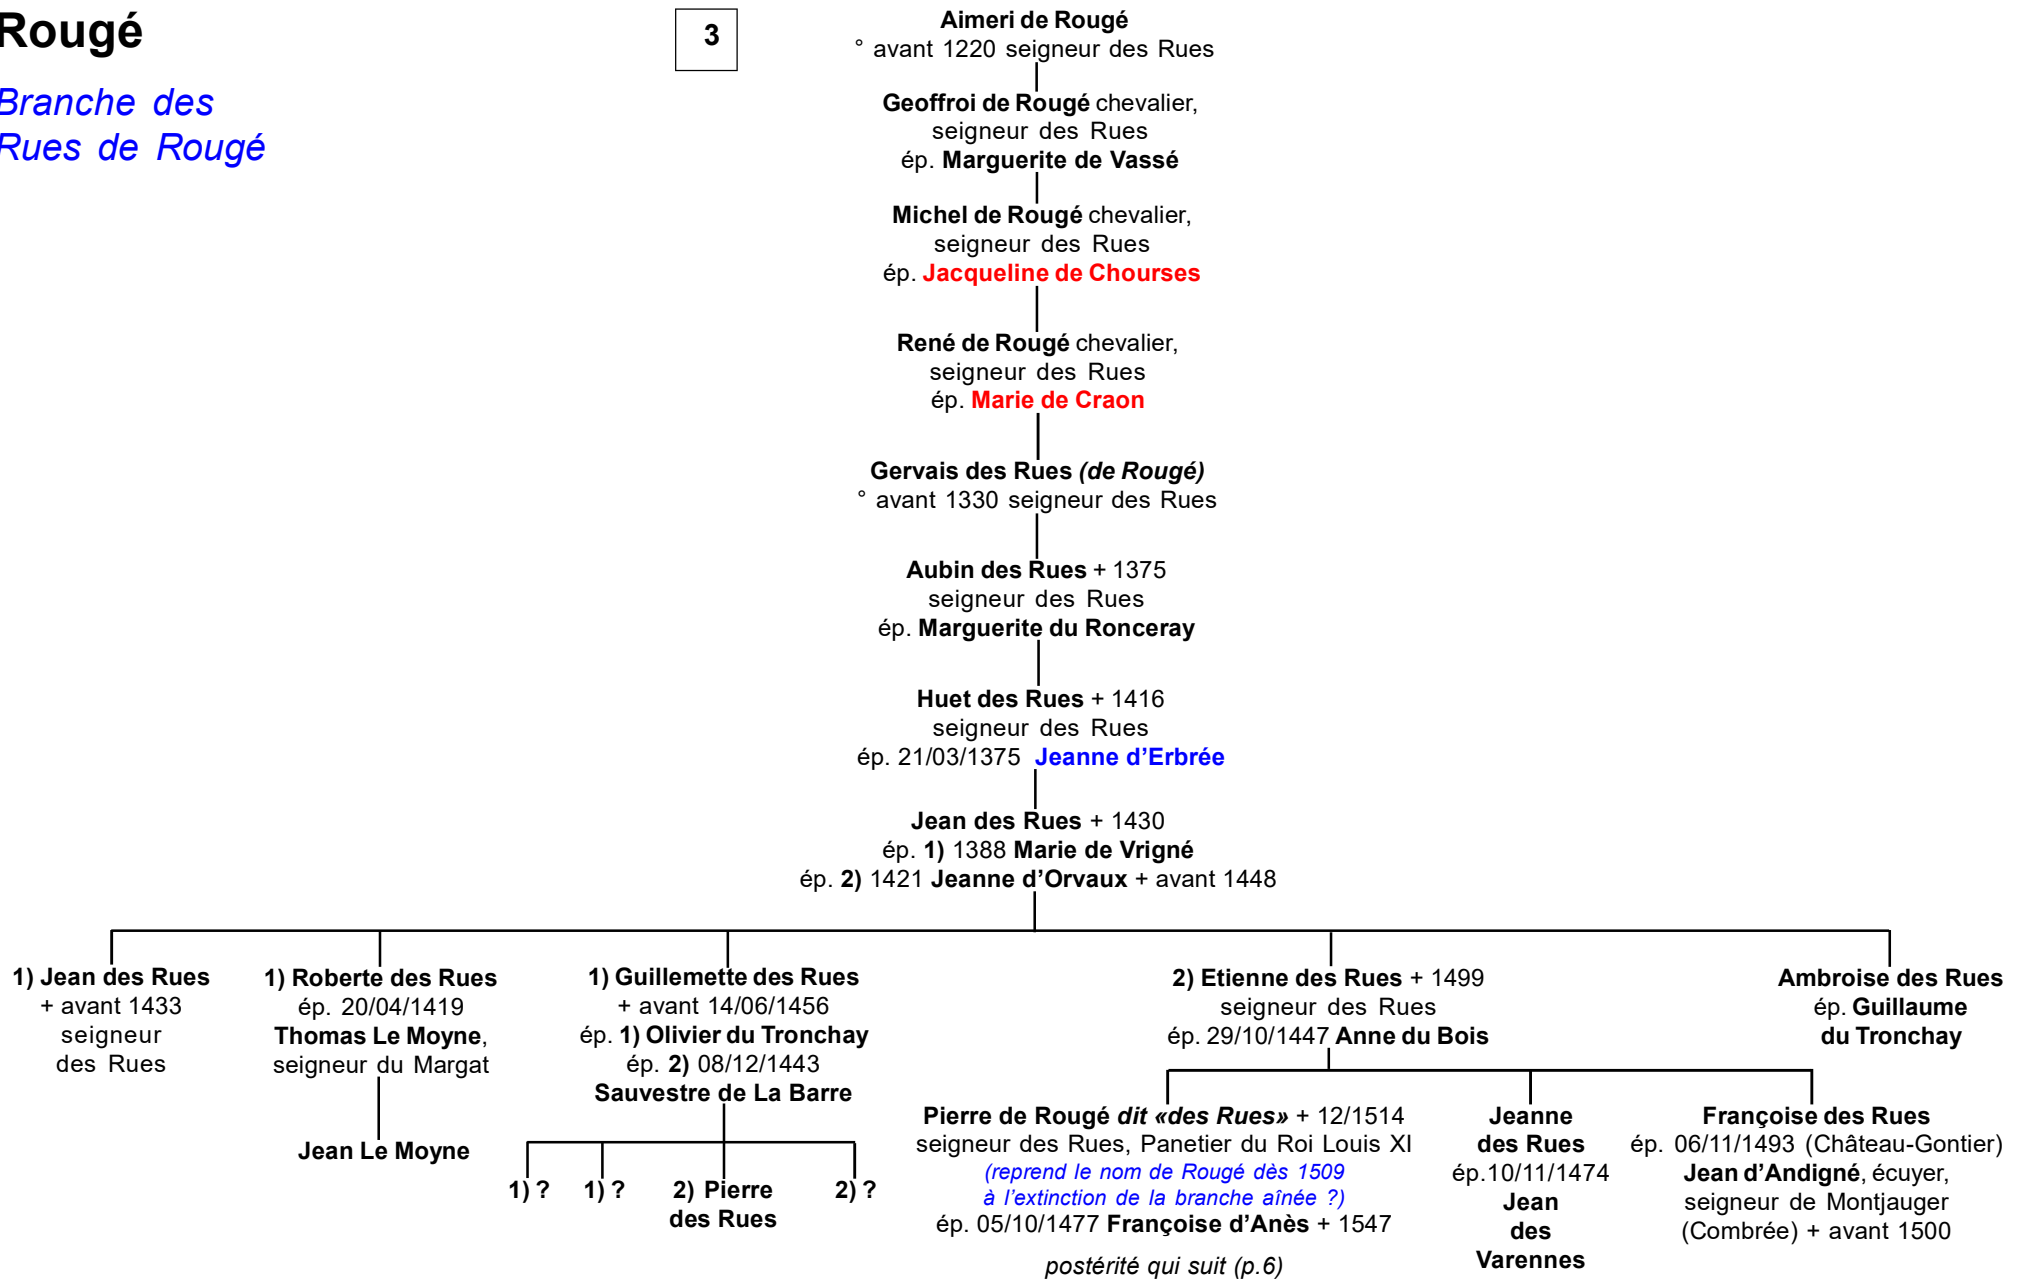 Rougé
Branche des
Rues de Rougé
3
Aimeri de Rougé
° avant 1220 seigneur des Rues
Geoffroi de Rougé chevalier,
seigneur des Rues
ép. Marguerite de Vassé
Michel de Rougé chevalier,
seigneur des Rues
ép. Jacqueline de Chourses
René de Rougé chevalier,
seigneur des Rues
ép. Marie de Craon
Gervais des Rues (de Rougé)
° avant 1330 seigneur des Rues
Aubin des Rues + 1375
seigneur des Rues
ép. Marguerite du Ronceray
Huet des Rues + 1416
seigneur des Rues
ép. 21/03/1375 Jeanne d’Erbrée
Jean des Rues + 1430
ép. 1) 1388 Marie de Vrigné
ép. 2) 1421 Jeanne d’Orvaux + avant 1448
1) Jean des Rues
+ avant 1433
seigneur
des Rues
1) Roberte des Rues
ép. 20/04/1419
Thomas Le Moyne,
seigneur du Margat
Jean Le Moyne
1) Guillemette des Rues
+ avant 14/06/1456
ép. 1) Olivier du Tronchay
ép. 2) 08/12/1443
Sauvestre de La Barre
1) ?
1) ?
2) Pierre
des Rues
2) ?
2) Etienne des Rues + 1499
seigneur des Rues
ép. 29/10/1447 Anne du Bois
Pierre de Rougé dit «des Rues» + 12/1514
seigneur des Rues, Panetier du Roi Louis XI
(reprend le nom de Rougé dès 1509
à l’extinction de la branche aînée ?)
ép. 05/10/1477 Françoise d’Anès + 1547
postérité qui suit (p.6)
Jeanne
des Rues
ép.10/11/1474
Jean
des
Varennes
Françoise des Rues
ép. 06/11/1493 (Château-Gontier)
Jean d’Andigné, écuyer,
seigneur de Montjauger
(Combrée) + avant 1500
Ambroise des Rues
ép. Guillaume
du Tronchay